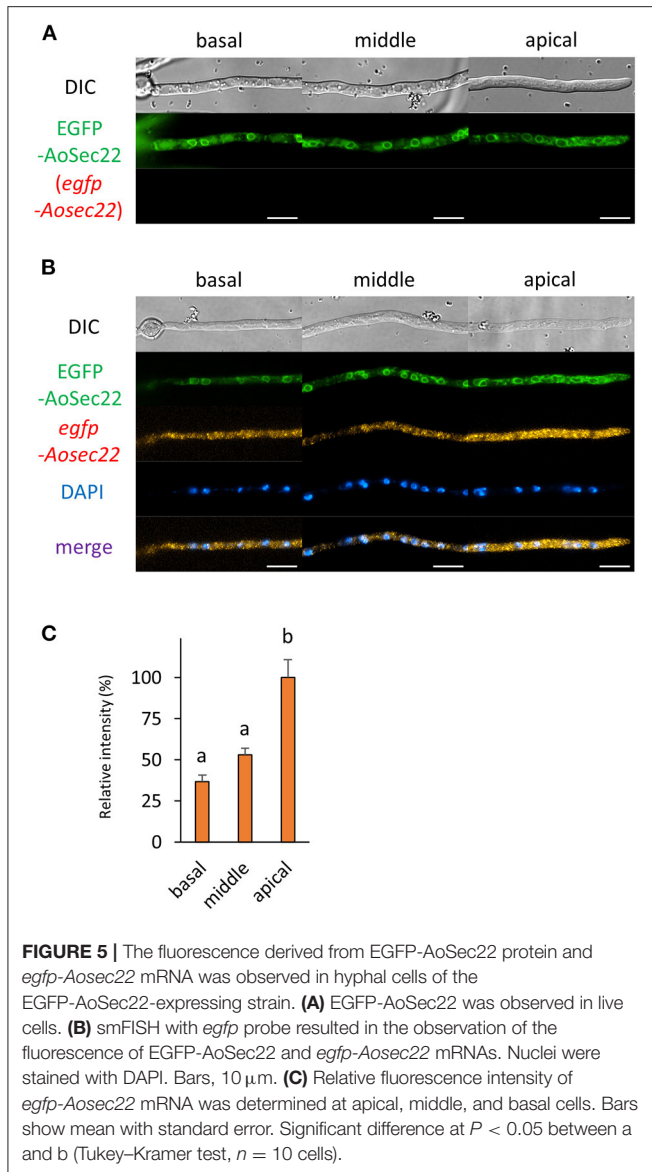 A
basal middle apical
DIC
EGFP
-AoSec22
(egfp
-Aosec22)
B
basal middle apical
DIC
EGFP
-AoSec22
egfp
-Aosec22
DAPI
merge
C
Relative intensity (%)
100
75
50
25
0
a
a
b
basal
middle
apical
FIGURE 5 | The fluorescence derived from EGFP-AoSec22 protein and
egfp-Aosec22 mRNA was observed in hyphal cells of the
EGFP-AoSec22-expressing strain. (A) EGFP-AoSec22 was observed in live
cells. (B) smFISH with egfp probe resulted in the observation of the
fluorescence of EGFP-AoSec22 and egfp-Aosec22 mRNAs. Nuclei were
stained with DAPI. Bars, 10 μm. (C) Relative fluorescence intensity of
egfp-Aosec22 mRNA was determined at apical, middle, and basal cells. Bars
show mean with standard error. Significant difference at P < 0.05 between a
and b (Tukey–Kramer test, n = 10 cells).